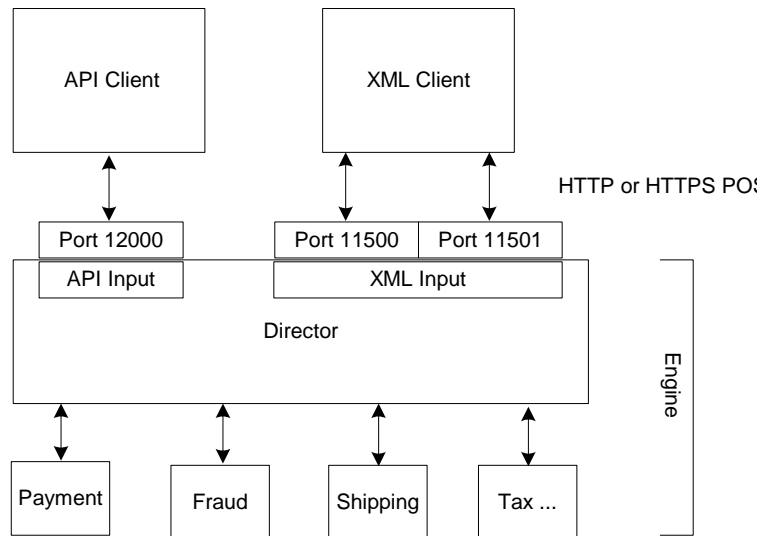 API Client
XML Client
HTTP or HTTPS POS
Port 12000
Port 11500
Port 11501
API Input
XML Input
Director
Engine
Payment
Fraud
Shipping
Tax ...